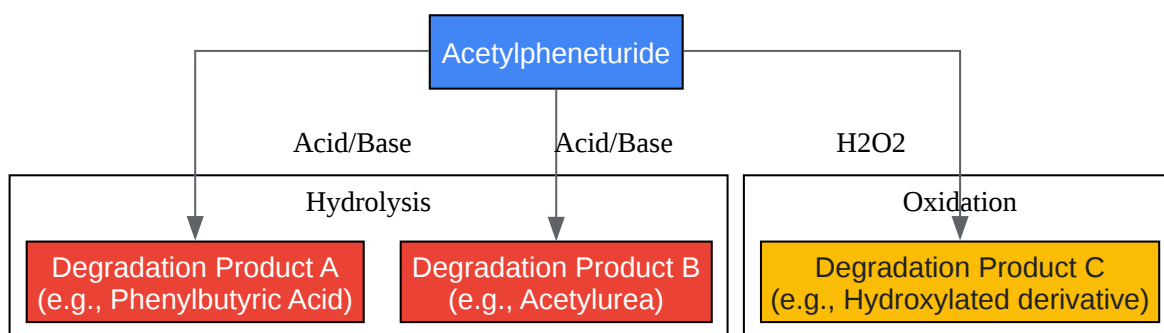 Acetylpheneturide
Acid/Base
Acid/Base
H2O2
Hydrolysis
Oxidation
Degradation Product A
(e.g., Phenylbutyric Acid)
Degradation Product B
(e.g., Acetylurea)
Degradation Product C
(e.g., Hydroxylated derivative)